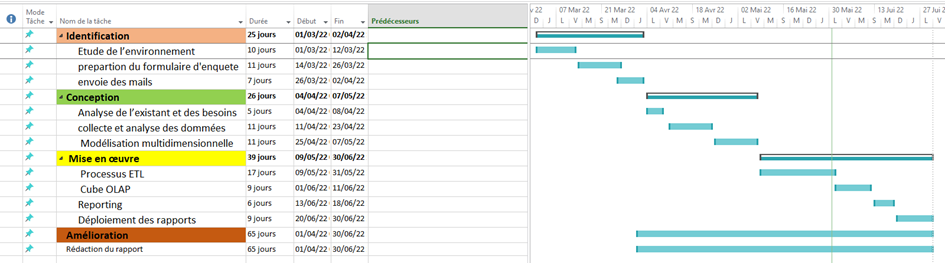 Mode Tâche Nom de la tâche Durée Début Fin Prédécesseurs
22 07 Mar 22 21 Mar 22 04 Avr 22 18 Avr 22 02 Mai 22 16 Mai 22 30 Mai 22 13 Jui 22 27 Jui 22
D J L V M S D J L V M S D J L V M S D J
Identification 25 jours 01/03/22 02/04/22
Etude de l'environnement 10 jours 01/03/22 12/03/22
prepartion du formulaire d'enquete 11 jours 14/03/22 26/03/22
envoie des mails 7 jours 26/03/22 02/04/22
Conception 26 jours 04/04/22 07/05/22
Analyse de l'existant et des besoins 5 jours 04/04/22 08/04/22
collecte et analyse des dommées 11 jours 11/04/22 23/04/22
Modélisation multidimensionnelle 11 jours 25/04/22 07/05/22
Mise en œuvre 39 jours 09/05/22 30/06/22
Processus ETL 17 jours 09/05/22 31/05/22
Cube OLAP 9 jours 01/06/22 11/06/22
Reporting 6 jours 13/06/22 18/06/22
Déploiement des rapports 9 jours 20/06/22 30/06/22
Amélioration 65 jours 01/04/22 30/06/22
Rédaction du rapport 65 jours 01/04/22 30/06/22